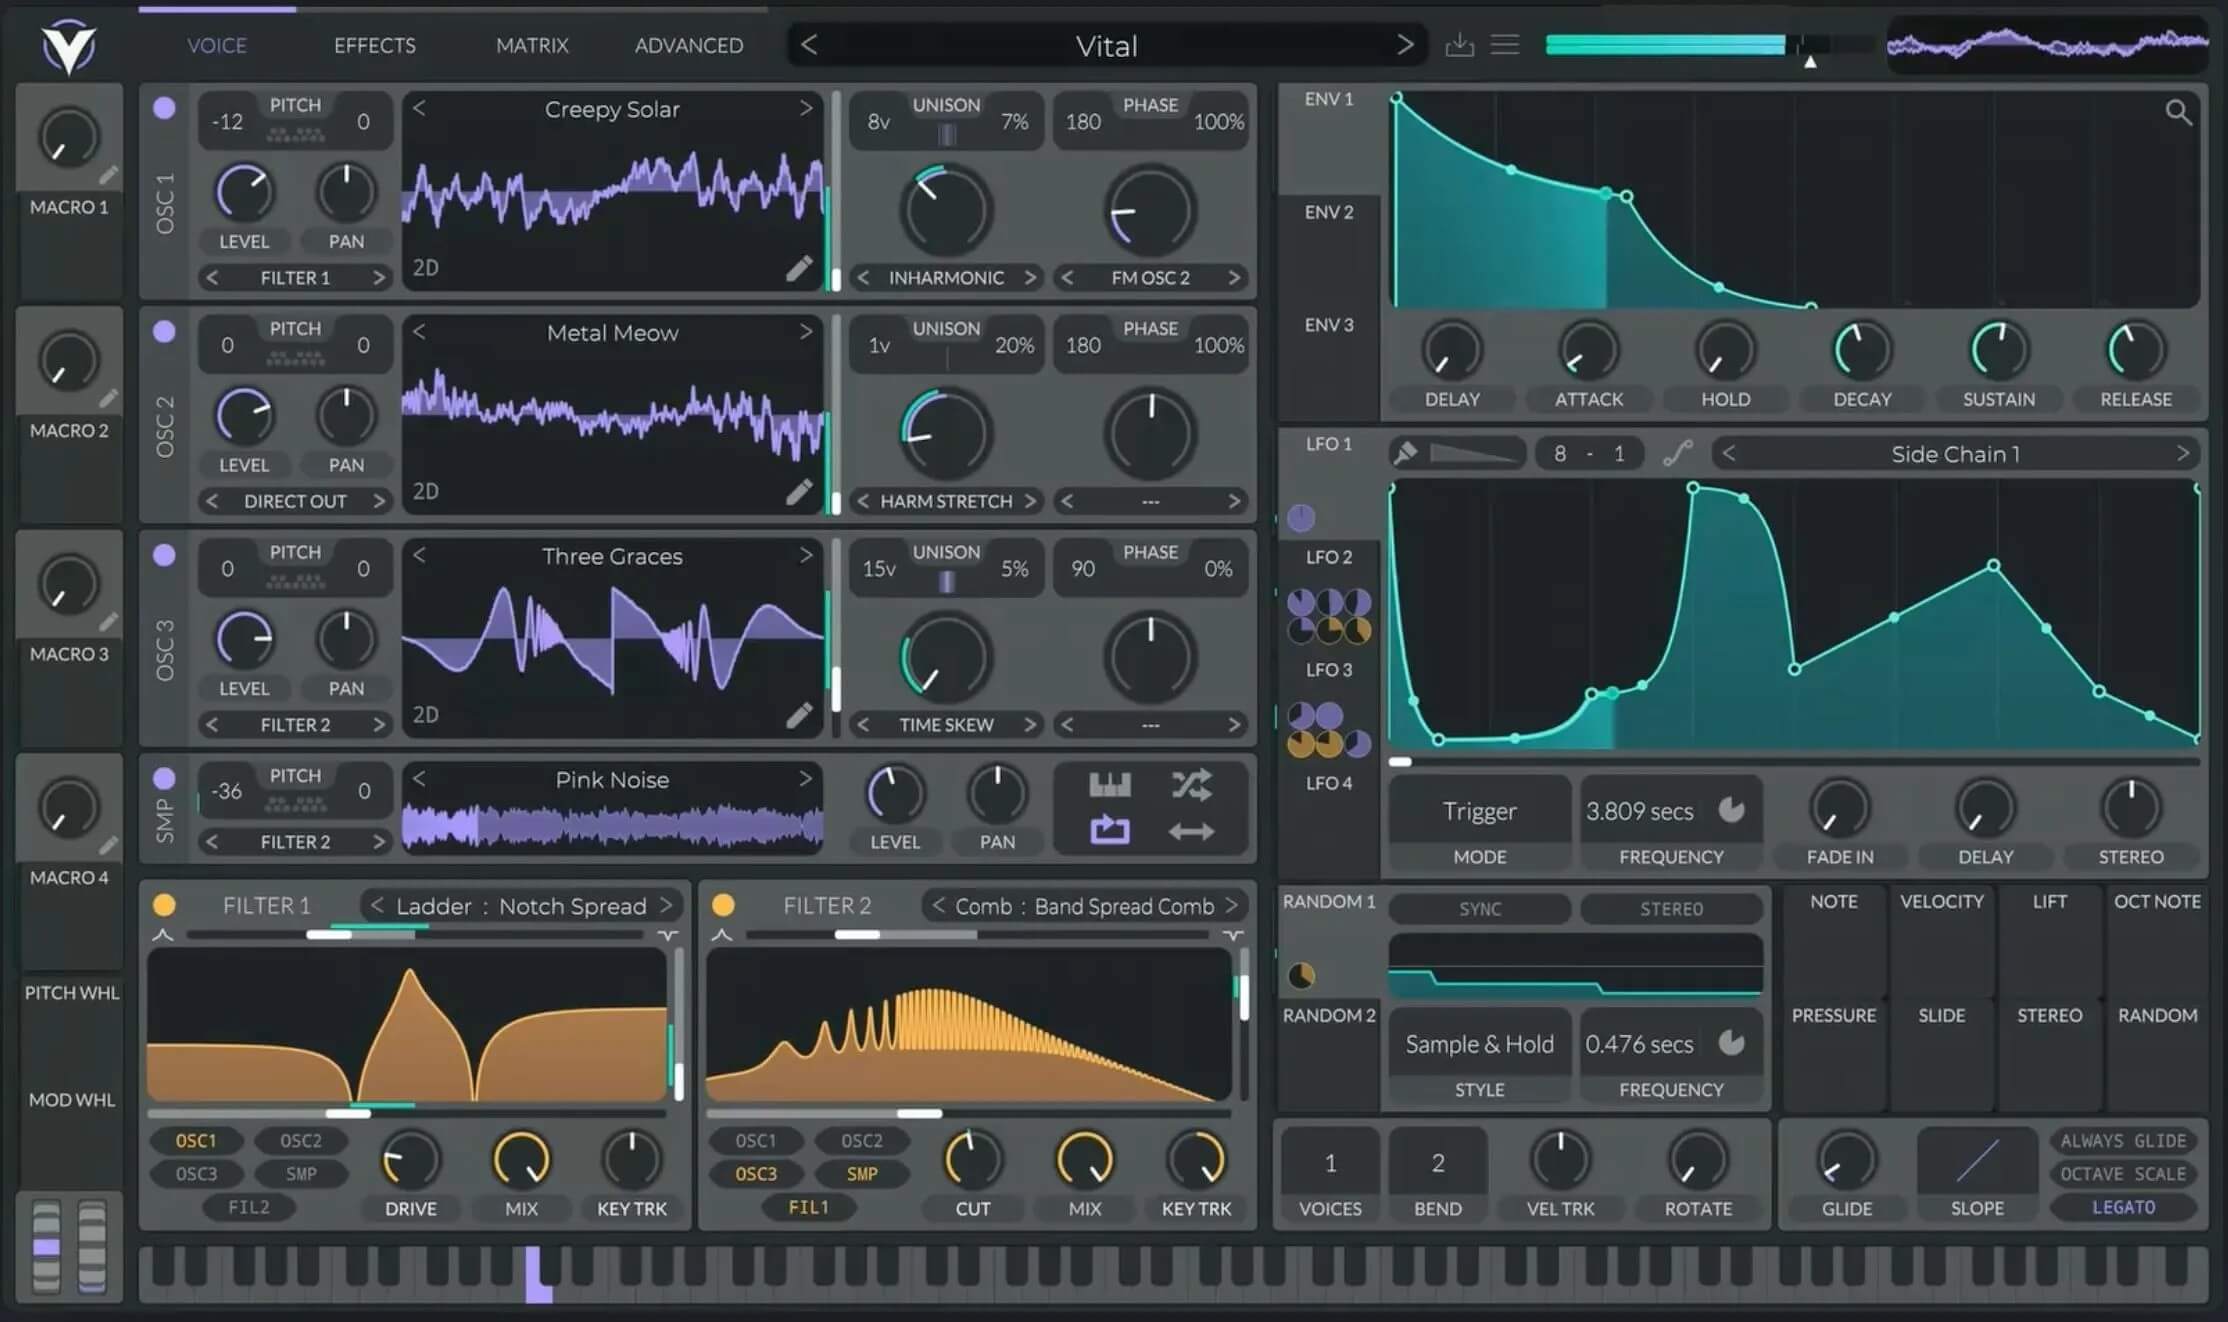 VOICE EFFECTS MATRIX ADVANCED < Vital >
MACRO 1
MACRO 2
MACRO 3
MACRO 4
PITCH WHL
MOD WHL
OSC 1
-12 PITCH 0
LEVEL PAN
< FILTER 1 >
< Creepy Solar >
2D
8v UNISON 7%
< INHARMONIC >
180 PHASE 100%
< FM OSC 2 >
OSC 2
0 PITCH 0
LEVEL PAN
< DIRECT OUT >
< Metal Meow >
2D
1v UNISON 20%
< HARM STRETCH >
180 PHASE 100%
< --- >
OSC 3
0 PITCH 0
LEVEL PAN
< FILTER 2 >
< Three Graces >
2D
15v UNISON 5%
< TIME SKEW >
90 PHASE 0%
< --- >
SMP
-36 PITCH 0
< FILTER 2 >
< Pink Noise >
LEVEL PAN
FILTER 1 < Ladder : Notch Spread >
OSC1 OSC2
OSC3 SMP
FIL2
DRIVE MIX KEY TRK
FILTER 2 < Comb : Band Spread Comb >
OSC1 OSC2
OSC3 SMP
FIL1
CUT MIX KEY TRK
ENV 1
ENV 2
ENV 3
DELAY ATTACK HOLD DECAY SUSTAIN RELEASE
LFO 1
LFO 2
LFO 3
LFO 4
8 - 1 < Side Chain 1 >
Trigger
MODE
3.809 secs
FREQUENCY
FADE IN DELAY STEREO
RANDOM 1
RANDOM 2
SYNC STEREO
Sample & Hold
STYLE
0.476 secs
FREQUENCY
NOTE VELOCITY LIFT OCT NOTE
PRESSURE SLIDE STEREO RANDOM
1
VOICES
2
BEND
VEL TRK ROTATE
GLIDE SLOPE
ALWAYS GLIDE
OCTAVE SCALE
LEGATO